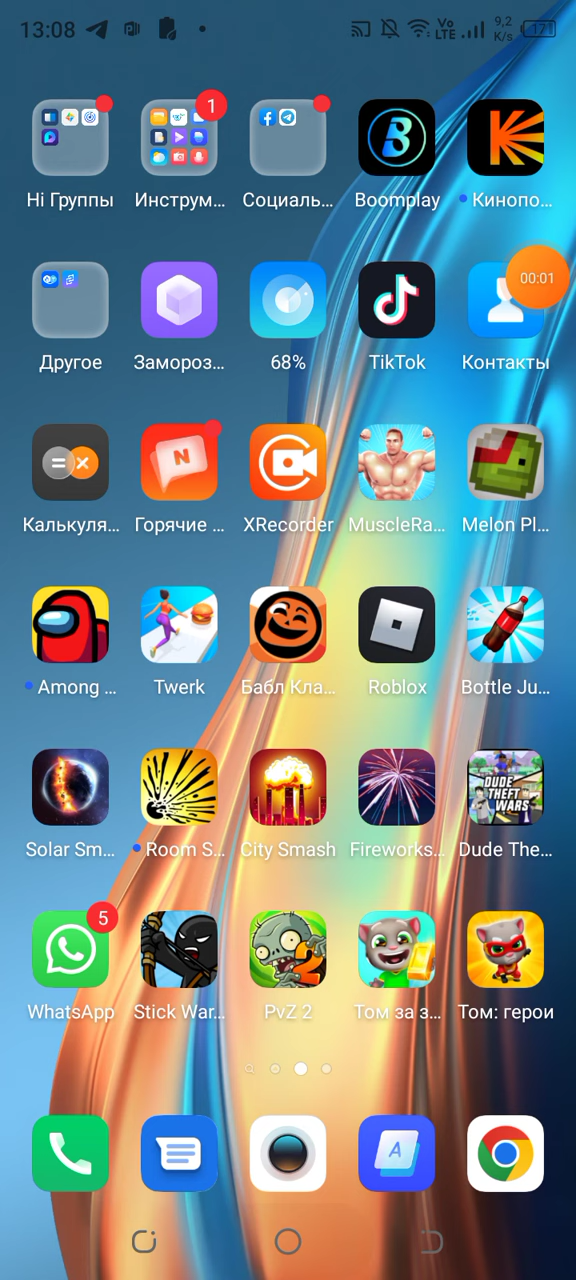 13:08 Vo LTE 9,2 K/s 171
1
Hi Группы Инструм... Социаль... Boomplay Кинопо...
00:01
Другое Замороз... 68% TikTok Контакты
N
Калькуля... Горячие ... XRecorder MuscleRa... Melon Pl...
Among ... Twerk Бабл Кла... Roblox Bottle Ju...
DUDE
THEFT
WARS
Solar Sm... Room S... City Smash Fireworks... Dude The...
5
2
WhatsApp Stick War... PvZ 2 Том за з... Том: герои
A